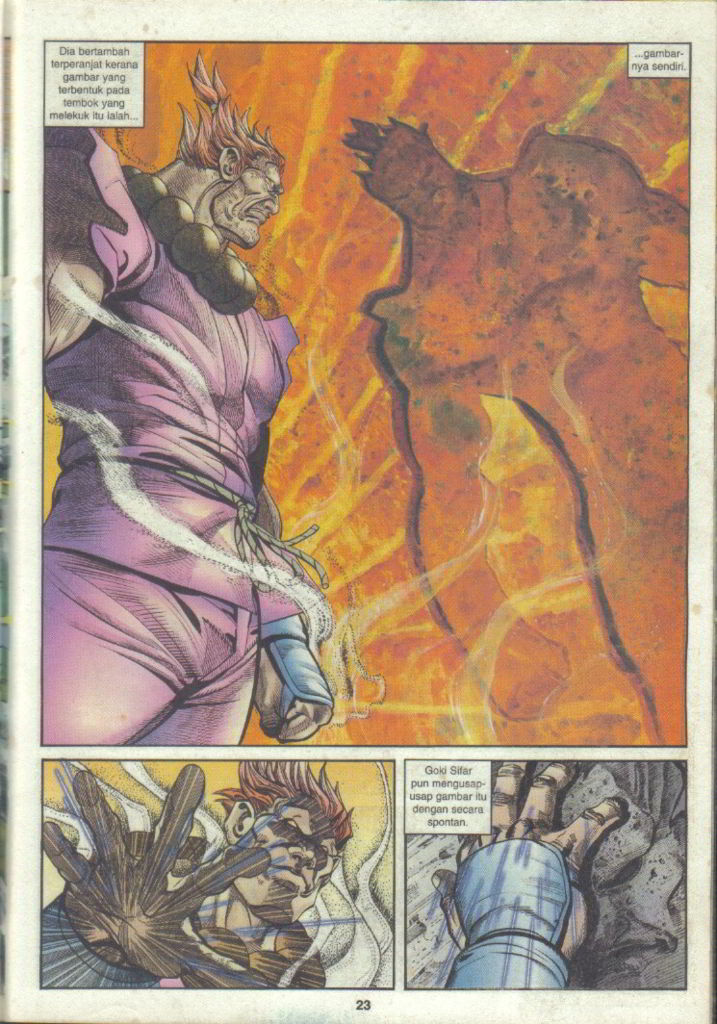 Dia bertambah
terperanjat kerana
gambar yang
terbentuk pada
tembok yang
melekuk itu ialah...
...gambar-
nya sendiri.
Goki Sifar
pun mengusap-
usap gambar itu
dengan secara
spontan.
23